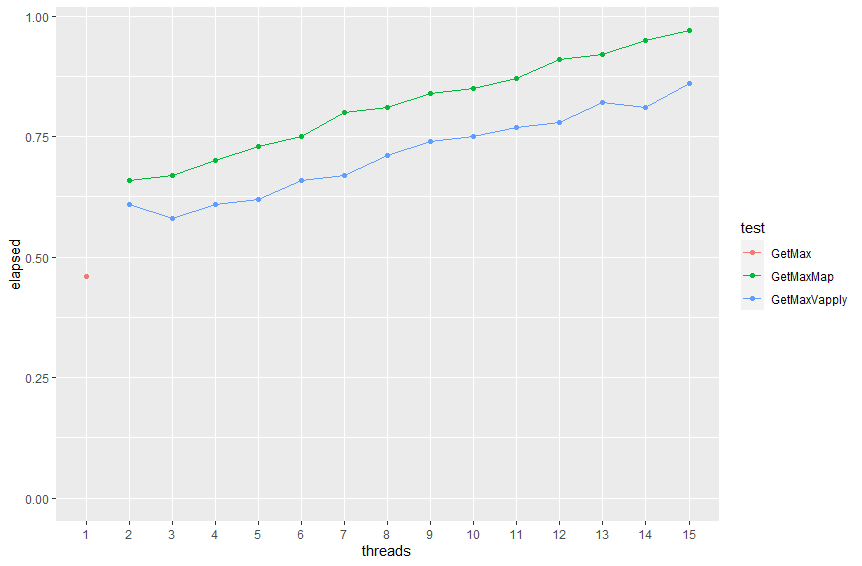 elapsed
1.00
0.75
0.50
0.25
0.00
1 2 3 4 5 6 7 8 9 10 11 12 13 14 15
threads
test
GetMax
GetMaxMap
GetMaxVapply